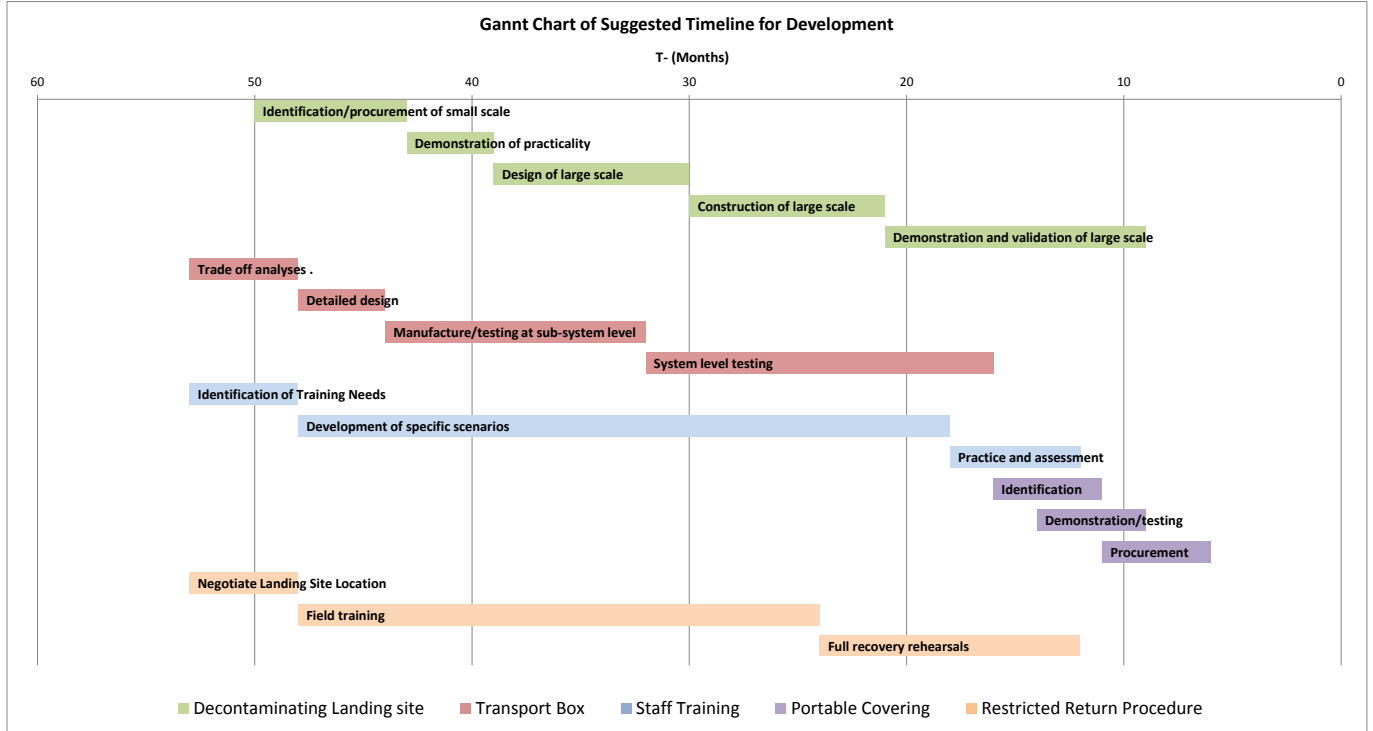 Gannt Chart of Suggested Timeline for Development
T- (Months)
60 50 40 30 20 10 0
Identification/procurement of small scale
Demonstration of practicality
Design of large scale
Construction of large scale
Demonstration and validation of large scale
Trade off analyses .
Detailed design
Manufacture/testing at sub-system level
System level testing
Identification of Training Needs
Development of specific scenarios
Practice and assessment
Identification
Demonstration/testing
Procurement
Negotiate Landing Site Location
Field training
Full recovery rehearsals
Decontaminating Landing site Transport Box Staff Training Portable Covering Restricted Return Procedure